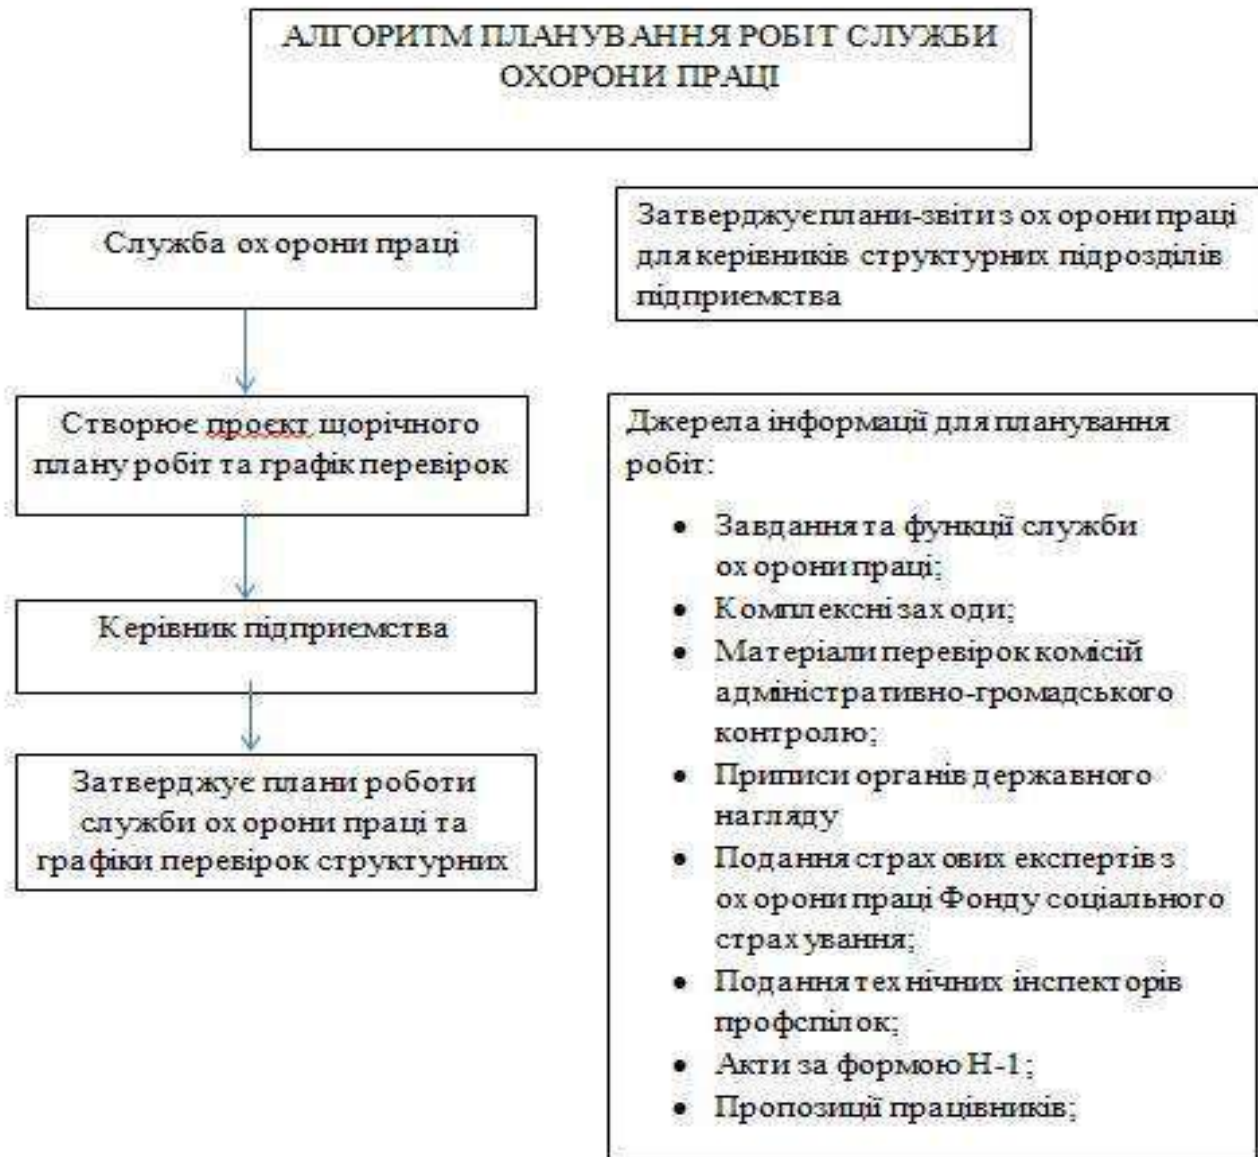 АЛГОРИТМ ПЛАНУВАННЯ РОБІТ СЛУЖБИ
ОХОРОНИ ПРАЦІ
Служба охорони праці
Створює проєкт щорічного
плану робіт та графік перевірок
Керівник підприємства
Затверджує плани роботи
служби охорони праці та
графіки перевірок структурних
Затверджує плани-звіти з охорони праці
для керівників структурних підрозділів
підприємства
Джерела інформації для планування
робіт:
• Завдання та функції служби
охорони праці;
• Комплексні заходи;
• Матеріали перевірок комісій
адміністративно-громадського
контролю;
• Приписи органів державного
нагляду
• Подання страхових експертів з
охорони праці Фонду соціального
страхування;
• Подання технічних інспекторів
профспілок;
• Акти за формою Н-1;
• Пропозиції працівників;